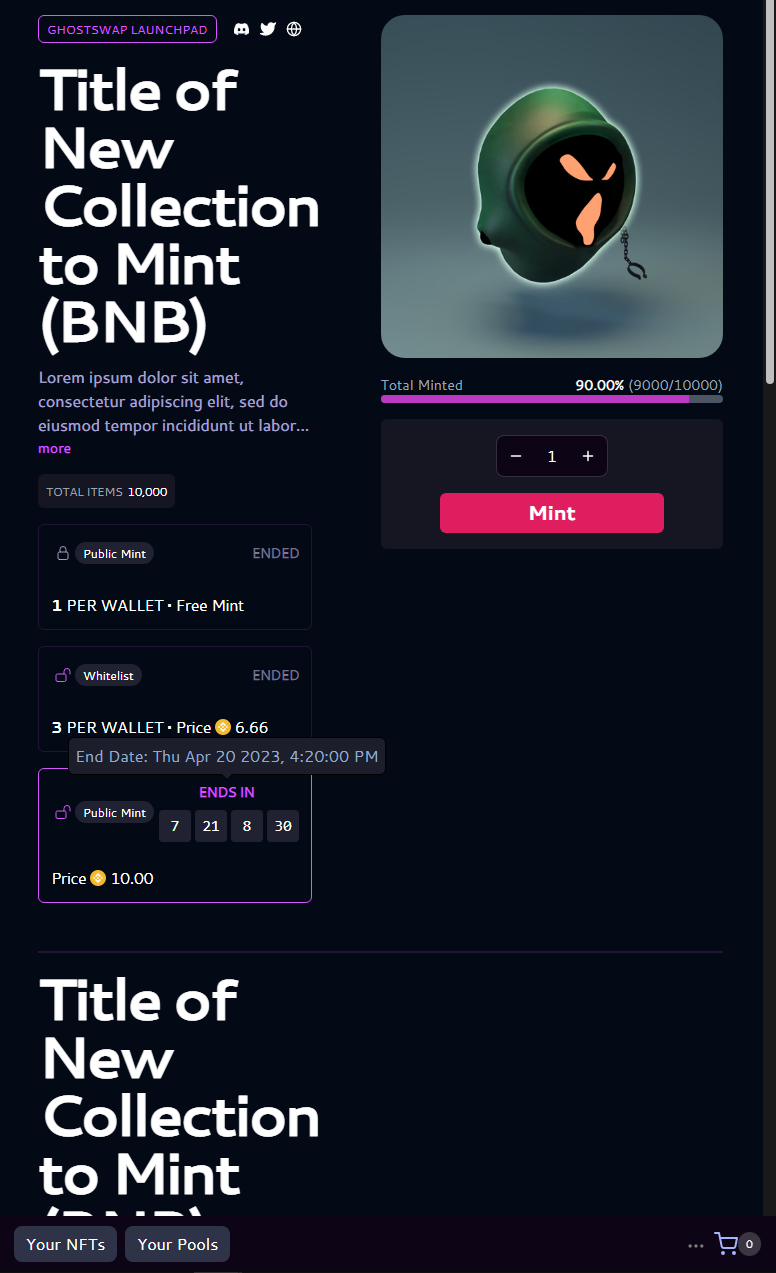 GHOSTSWAP LAUNCHPAD
Title of
New
Collection
to Mint
(BNB)
Lorem ipsum dolor sit amet,
consectetur adipiscing elit, sed do
eiusmod tempor incididunt ut labor...
more
TOTAL ITEMS 10,000
Public Mint ENDED
1 PER WALLET • Free Mint
Whitelist ENDED
3 PER WALLET • Price 6.66
End Date: Thu Apr 20 2023, 4:20:00 PM
ENDS IN
Public Mint 7 21 8 30
Price 10.00
Total Minted 90.00% (9000/10000)
− 1 +
Mint
Title of
New
Collection
to Mint
(BNB)
Your NFTs Your Pools ... 0